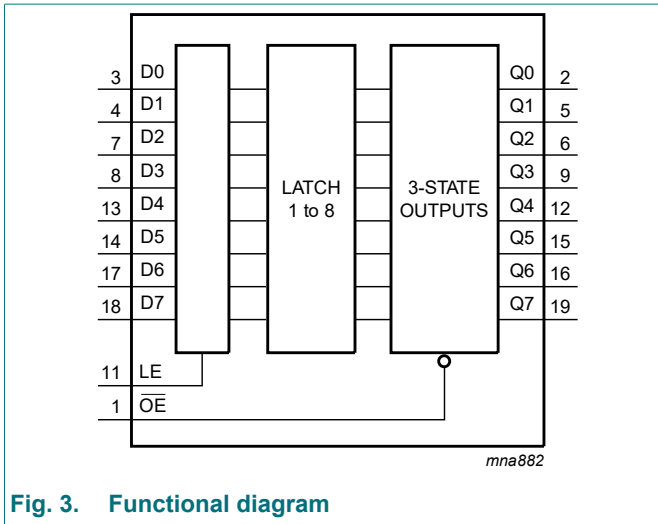 3 D0 Q0 2
4 D1 Q1 5
7 D2 Q2 6
8 D3 Q3 9
LATCH 3-STATE
1 to 8 OUTPUTS
13 D4 Q4 12
14 D5 Q5 15
17 D6 Q6 16
18 D7 Q7 19
11 LE
1 O̅E̅
mna882
Fig. 3. Functional diagram